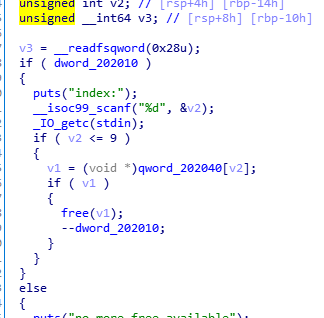 unsigned int v2; // [rsp+4h] [rbp-14h]
unsigned __int64 v3; // [rsp+8h] [rbp-10h]
v3 = __readfsqword(0x28u);
if ( dword_202010 )
{
puts("index:");
__isoc99_scanf("%d", &v2);
_IO_getc(stdin);
if ( v2 <= 9 )
{
v1 = (void *)qword_202040[v2];
if ( v1 )
{
free(v1);
--dword_202010;
}
}
}
else
{
puts("no more free available");